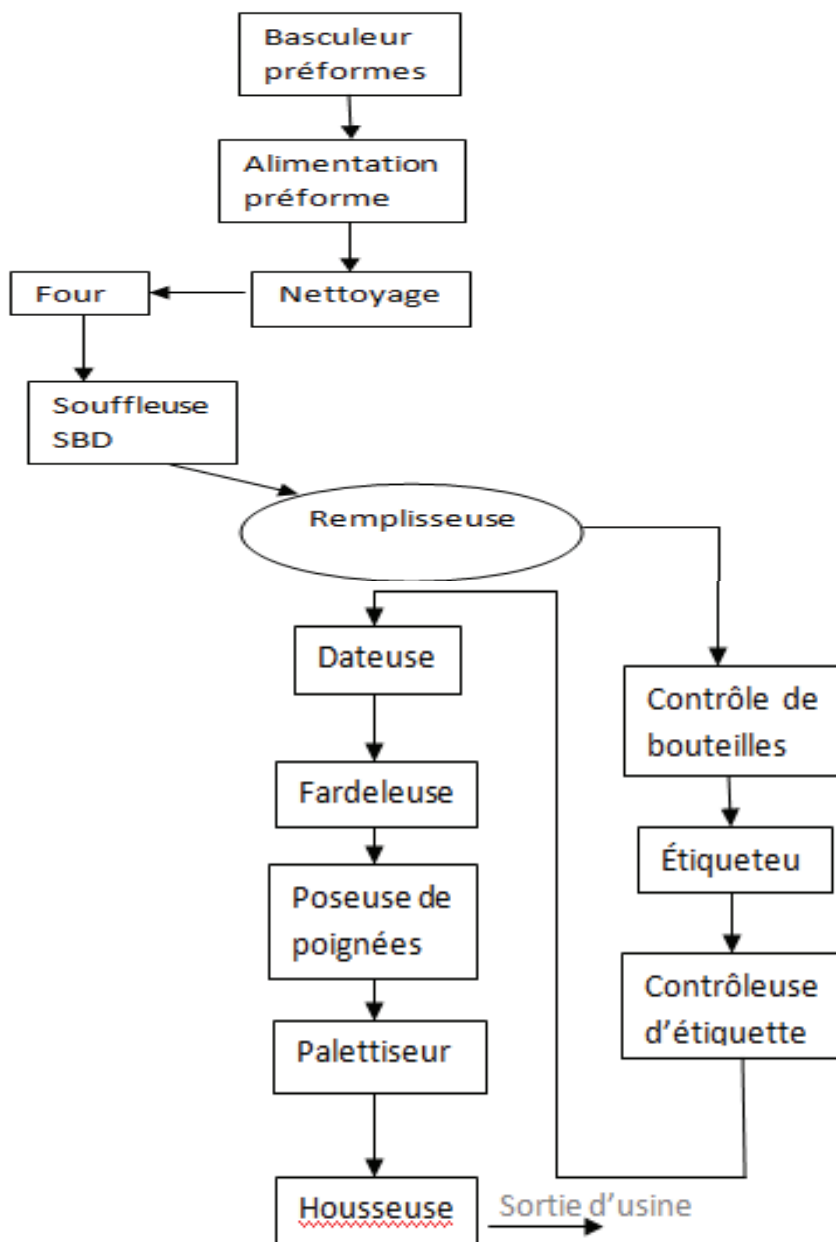 Basculeur
préformes
Alimentation
préforme
Nettoyage
Four
Souffleuse
SBD
Remplisseuse
Contrôle de
bouteilles
Étiqueteu
Contrôleuse
d'étiquette
Dateuse
Fardeleuse
Poseuse de
poignées
Palettiseur
Housseuse
Sortie d'usine